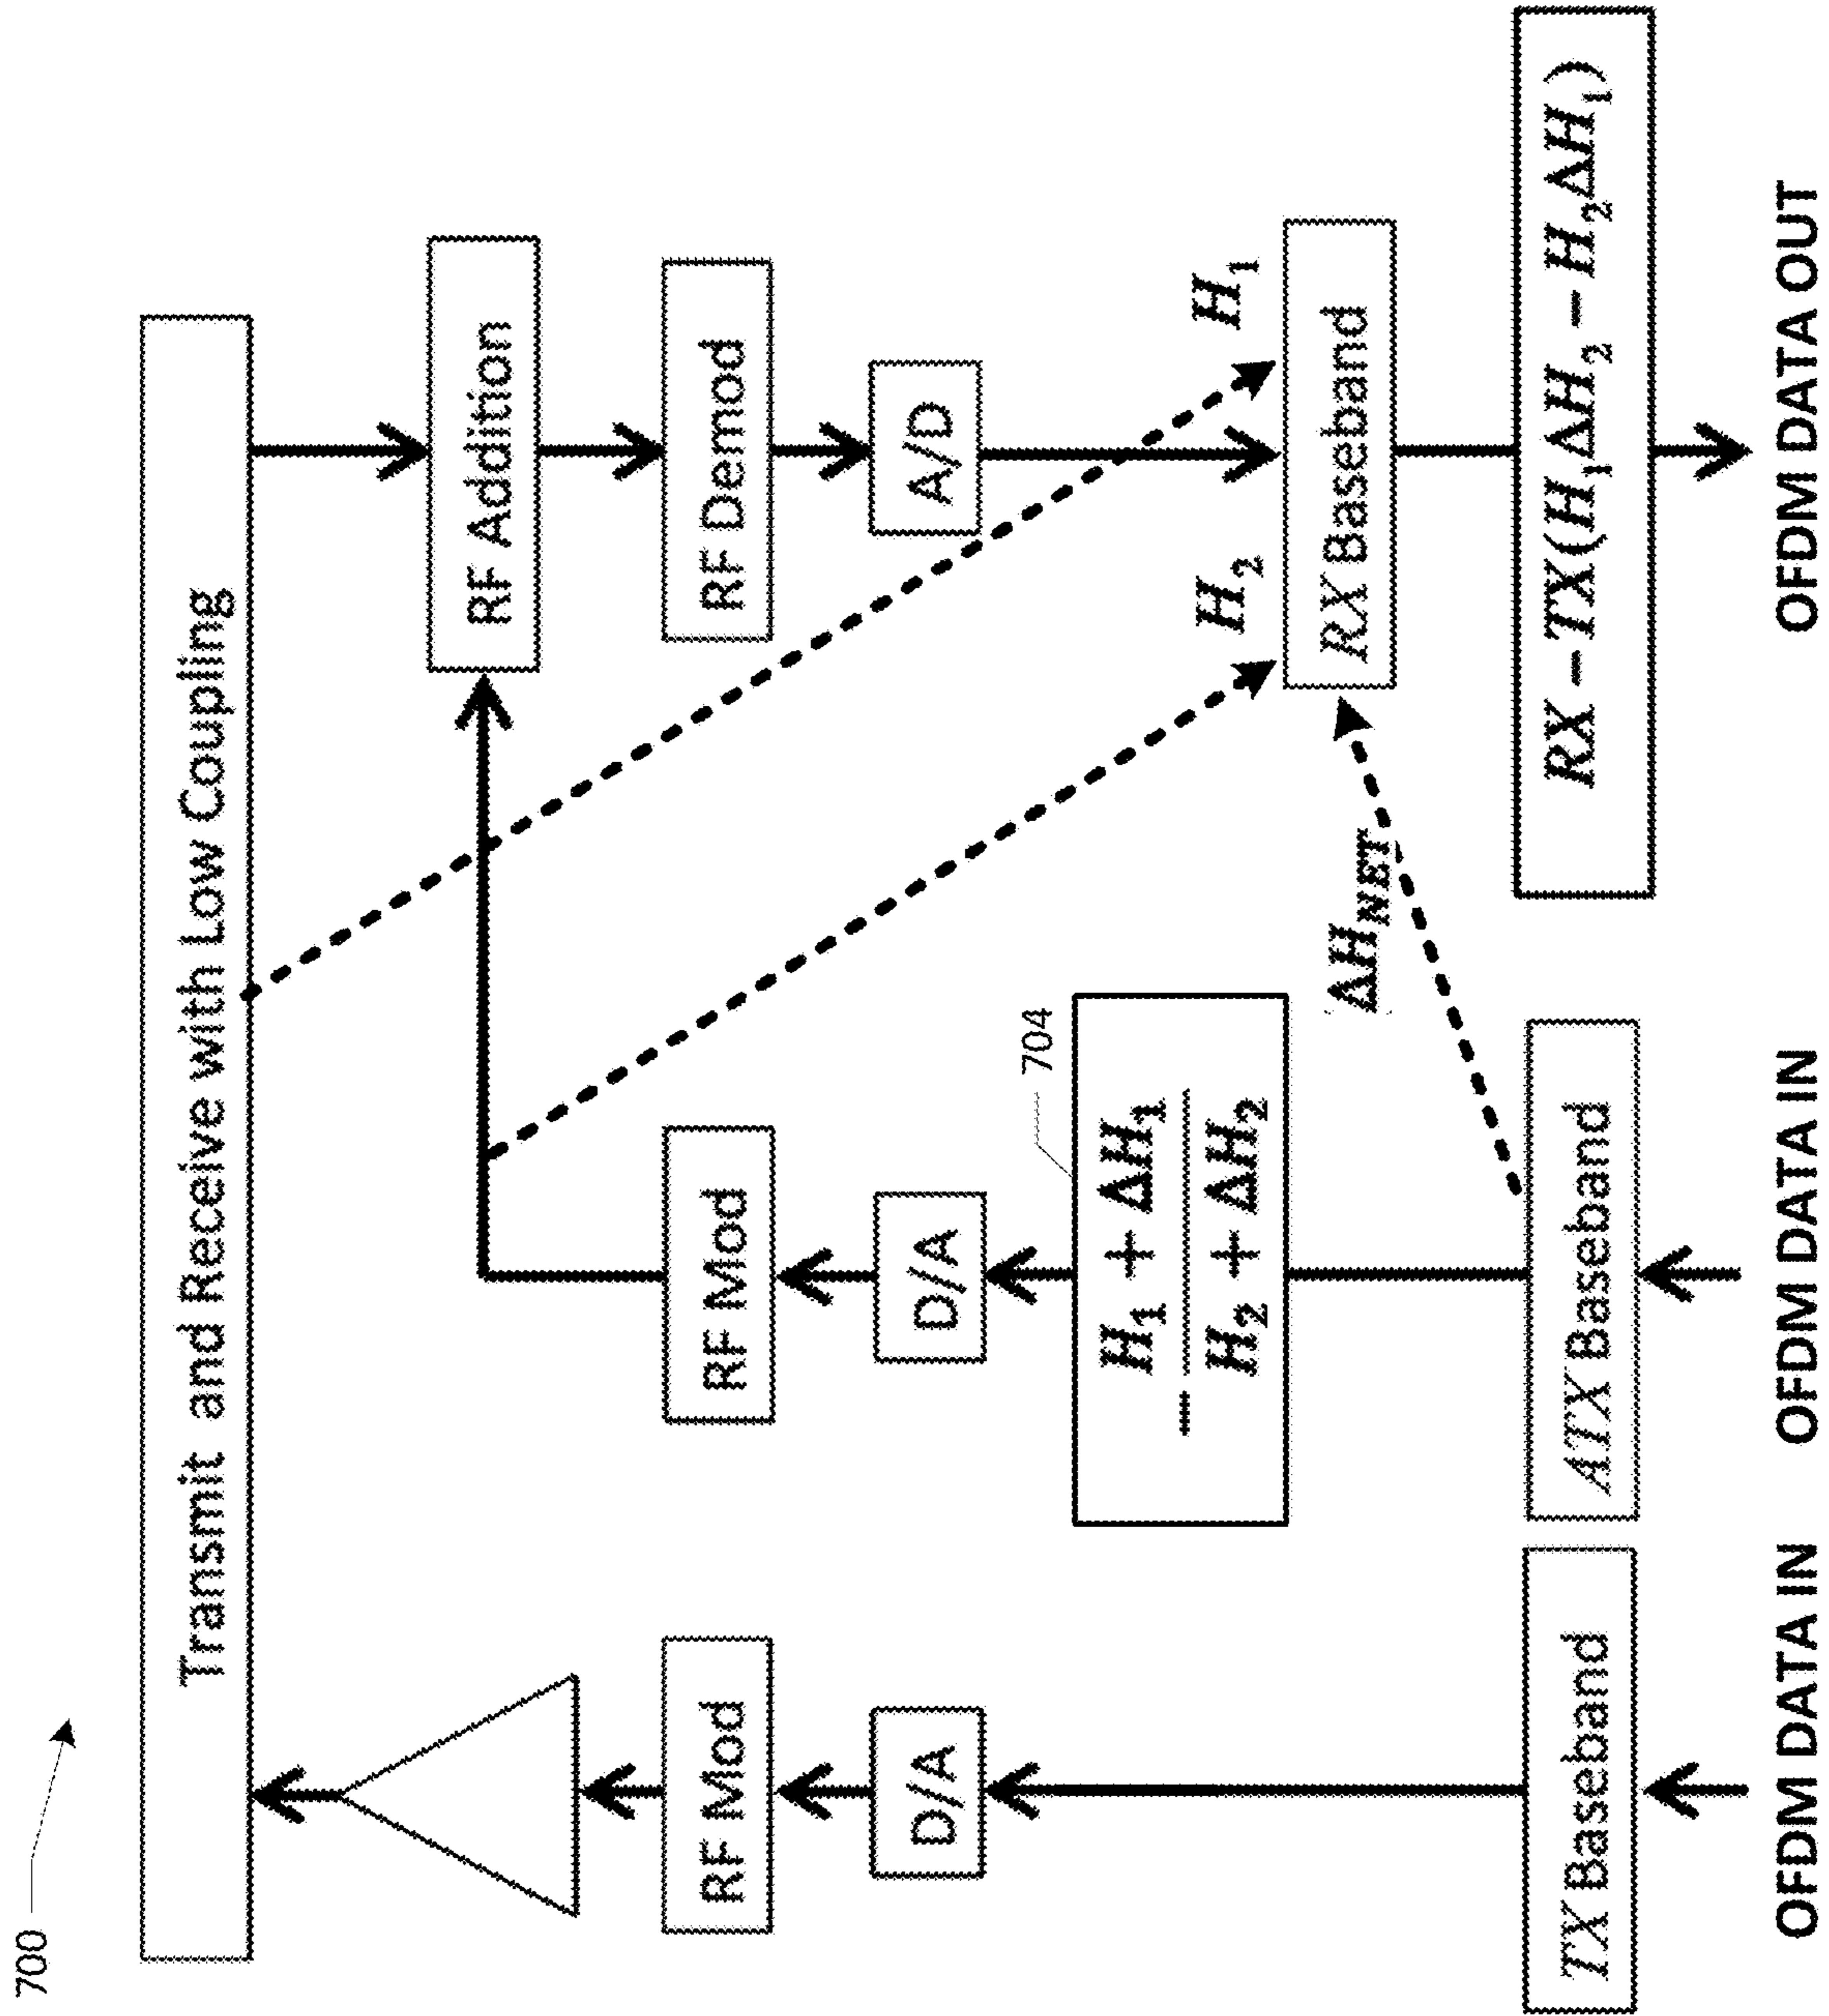 700
Transmit and Receive with Low Coupling
RF Addition
RF Mod
RF Mod
RF Demod
D/A
D/A
A/D
704
− (H₁ + ΔH₁) / (H₂ + ΔH₂)
H₂
H₁
ΔH_NET
TX Baseband
ATX Baseband
RX Baseband
RX − TX(H₁ΔH₂ − H₂ΔH₁)
OFDM DATA IN
OFDM DATA IN
OFDM DATA OUT